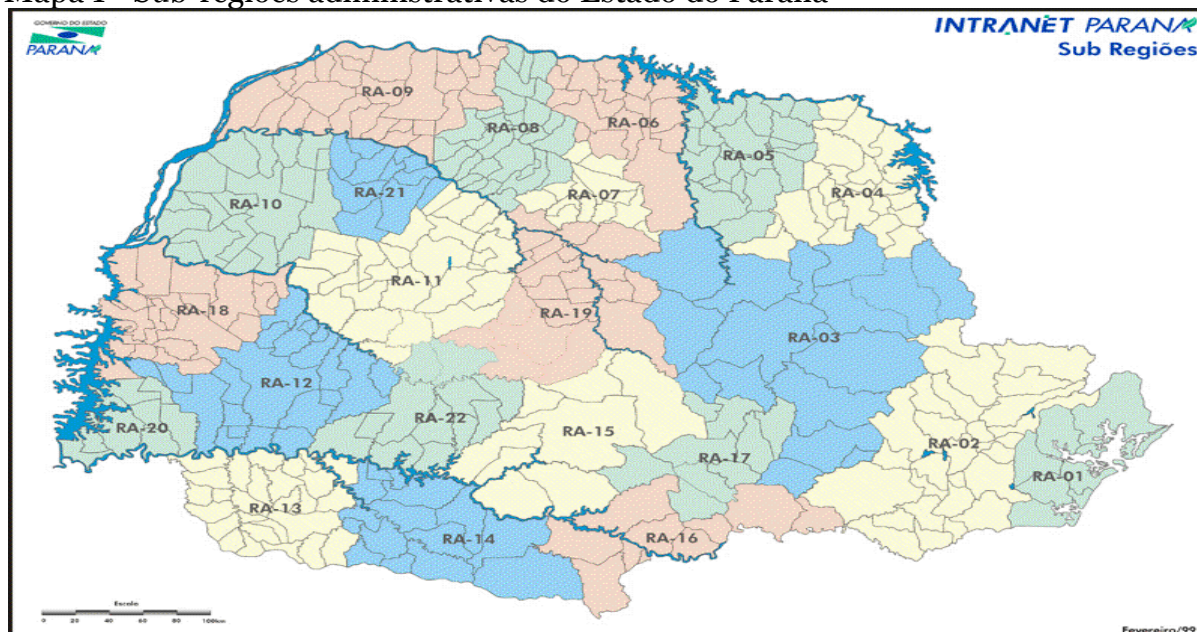 Mapa 1 - Sub-regiões administrativas do Estado do Paraná
GOVERNO DO ESTADO
PARANÁ
INTRANET PARANÁ
Sub Regiões
RA-09
RA-08
RA-06
RA-05
RA-04
RA-21
RA-10
RA-07
RA-11
RA-18
RA-19
RA-03
RA-12
RA-22
RA-20
RA-15
RA-02
RA-17
RA-01
RA-13
RA-14
RA-16
Escala
0 20 40 60 80 100km
Fevereiro/99